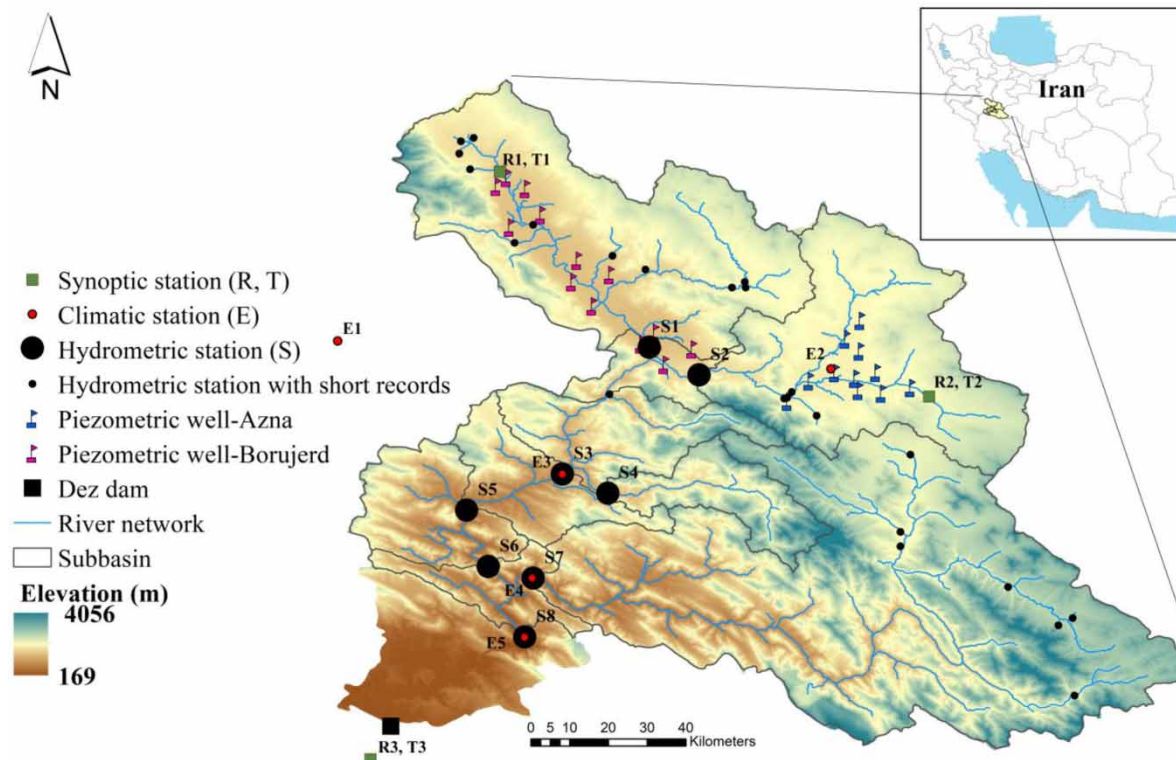 N
Iran
R1, T1
Synoptic station (R, T)
Climatic station (E)
Hydrometric station (S)
Hydrometric station with short records
Piezometric well-Azna
Piezometric well-Borujerd
Dez dam
River network
Subbasin
Elevation (m)
4056
169
E1
S1
S2
E2
R2, T2
E3
S3
S4
S5
S6
S7
E4
S8
E5
R3, T3
0 5 10 20 30 40
Kilometers